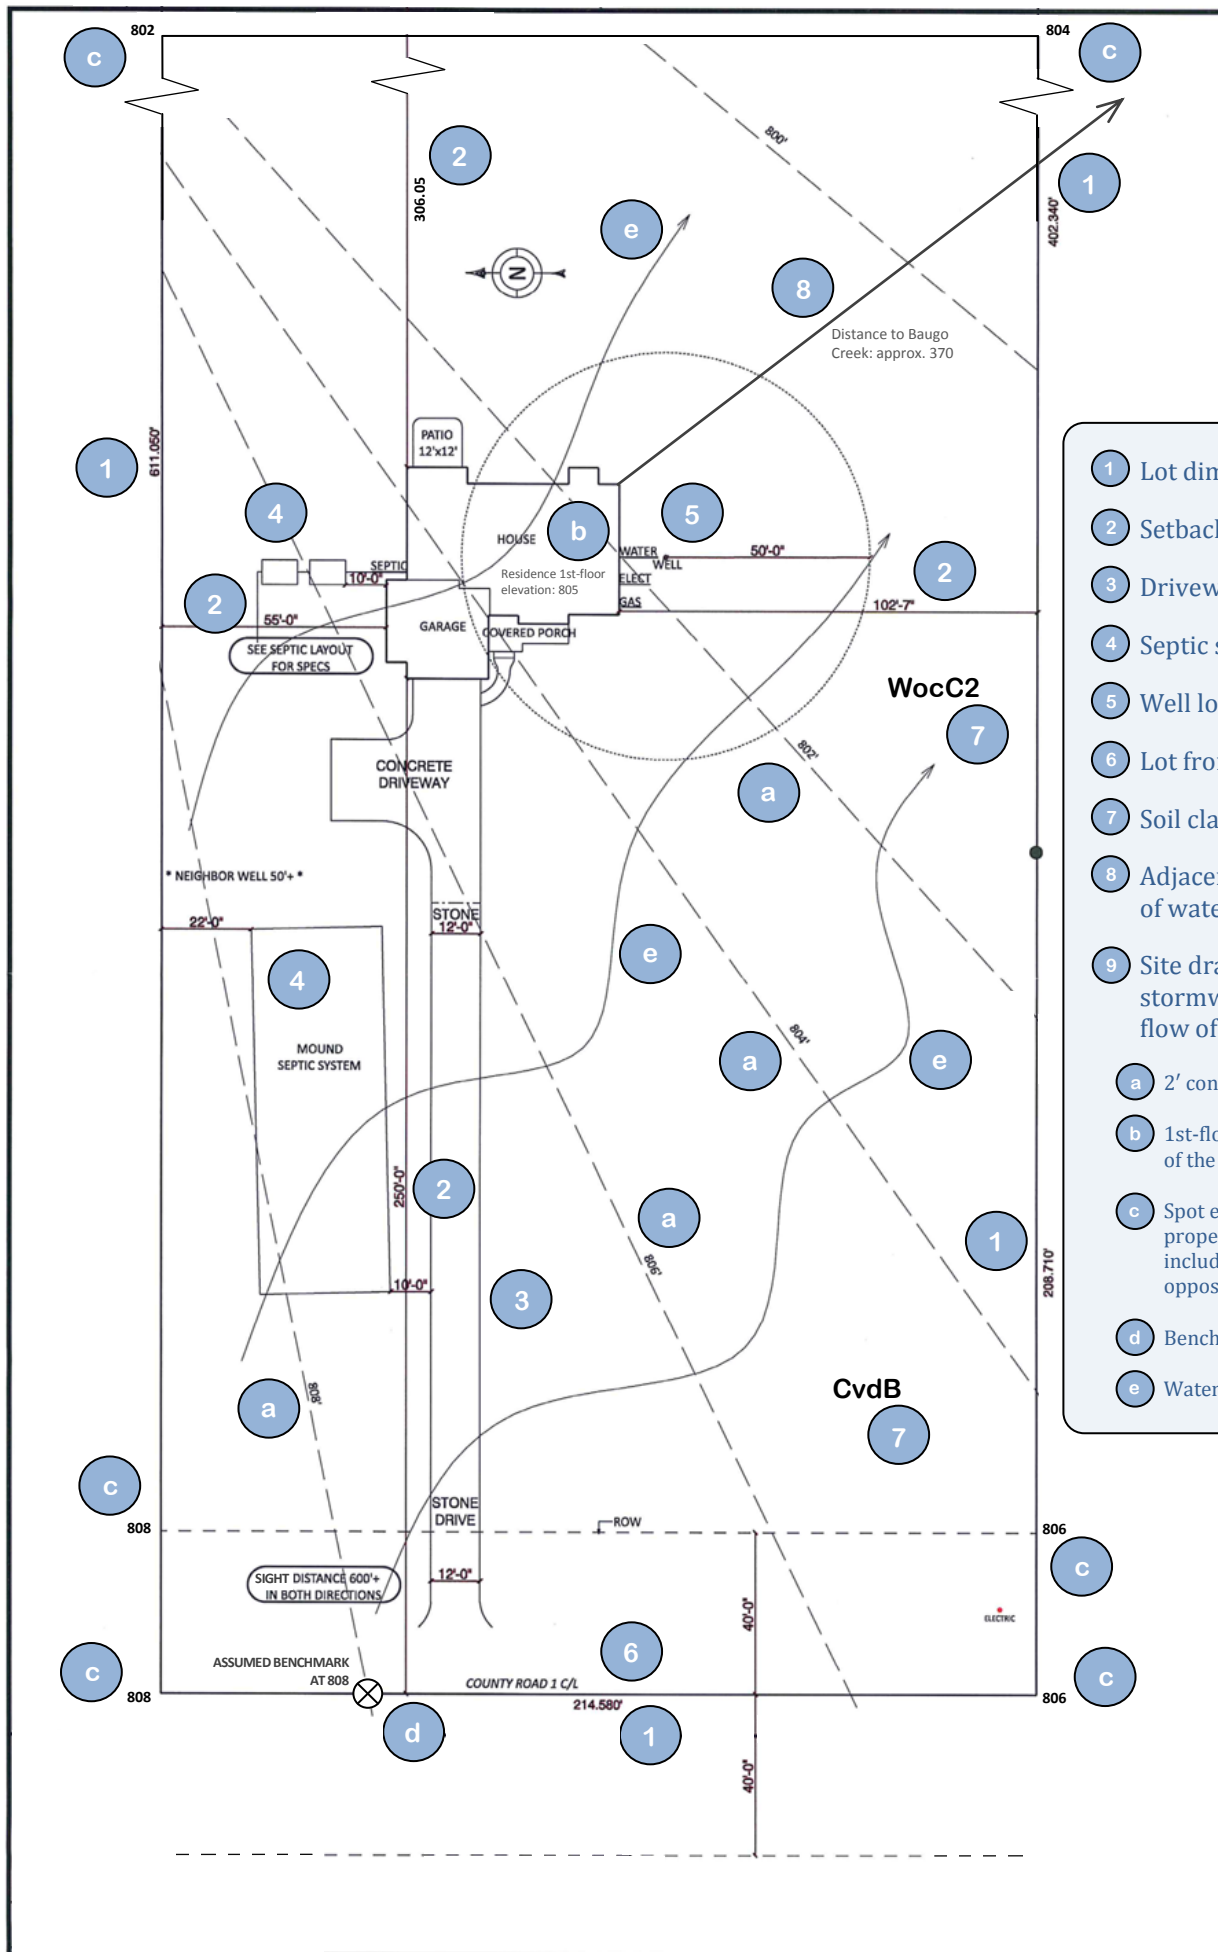 802
804
c
c
2
306.05
1
402.340'
800'
e
N
8
Distance to Baugo
Creek: approx. 370
PATIO
12'x12'
1
611.050'
4
5
b
HOUSE
Residence 1st-floor
elevation: 805
SEPTIC
10'-0"
WATER
WELL
50'-0"
ELECT
GAS
2
102'-7"
2
55'-0"
GARAGE
COVERED PORCH
SEE SEPTIC LAYOUT
FOR SPECS
WocC2
7
802'
a
CONCRETE
DRIVEWAY
* NEIGHBOR WELL 50'+ *
STONE
12'-0"
22'-0"
4
e
MOUND
SEPTIC SYSTEM
804'
a
e
250'-0"
2
a
806'
1
208.710'
10'-0"
3
808'
a
CvdB
7
c
808
STONE
DRIVE
ROW
806
c
SIGHT DISTANCE 600'+
IN BOTH DIRECTIONS
12'-0"
40'-0"
ELECTRIC
6
c
808
ASSUMED BENCHMARK
AT 808
COUNTY ROAD 1 C/L
214.580'
806
c
d
1
40'-0"
1 Lot dim
2 Setback
3 Drivew
4 Septic s
5 Well lo
6 Lot fron
7 Soil cla
8 Adjacen
of wate
9 Site dra
stormw
flow of
a 2' con
b 1st-flo
of the
c Spot e
prope
includ
oppos
d Bench
e Water